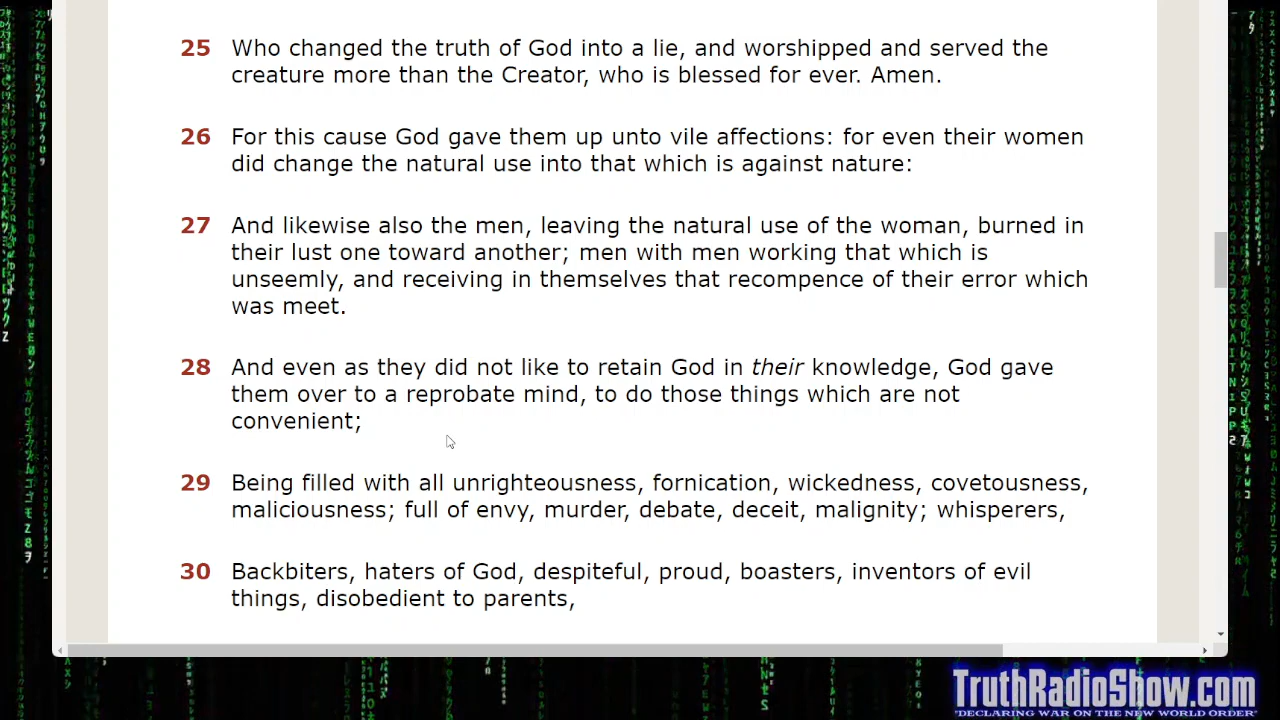 25 Who changed the truth of God into a lie, and worshipped and served the
creature more than the Creator, who is blessed for ever. Amen.
26 For this cause God gave them up unto vile affections: for even their women
did change the natural use into that which is against nature:
27 And likewise also the men, leaving the natural use of the woman, burned in
their lust one toward another; men with men working that which is
unseemly, and receiving in themselves that recompence of their error which
was meet.
28 And even as they did not like to retain God in their knowledge, God gave
them over to a reprobate mind, to do those things which are not
convenient;
29 Being filled with all unrighteousness, fornication, wickedness, covetousness,
maliciousness; full of envy, murder, debate, deceit, malignity; whisperers,
30 Backbiters, haters of God, despiteful, proud, boasters, inventors of evil
things, disobedient to parents,
TruthRadioShow.com
"DECLARING WAR ON THE NEW WORLD ORDER"